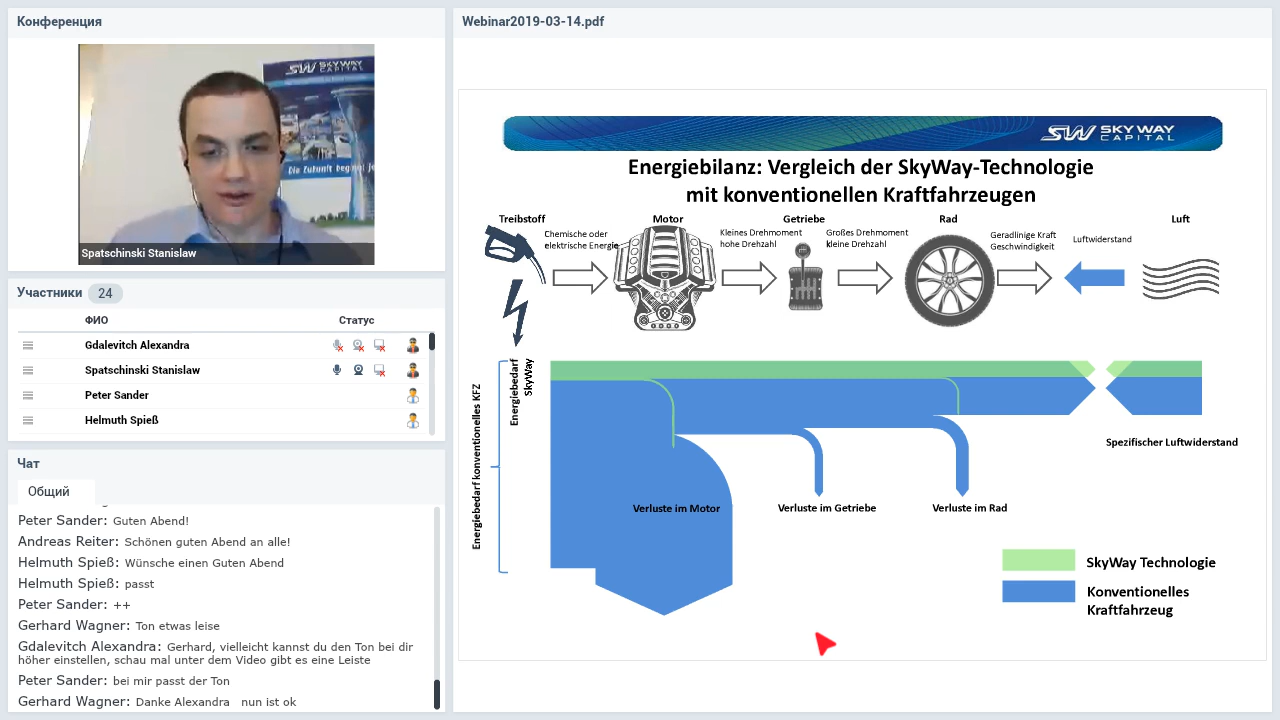 Конференция
SKYWAY
CAPITAL
Die Zukunft beginnt je
Spatschinski Stanislaw
Участники 24
ФИО Статус
Gdalevitch Alexandra
Spatschinski Stanislaw
Peter Sander
Helmuth Spieß
Чат
Общий
Peter Sander: Guten Abend!
Andreas Reiter: Schönen guten Abend an alle!
Helmuth Spieß: Wünsche einen Guten Abend
Helmuth Spieß: passt
Peter Sander: ++
Gerhard Wagner: Ton etwas leise
Gdalevitch Alexandra: Gerhard, vielleicht kannst du den Ton bei dir
höher einstellen, schau mal unter dem Video gibt es eine Leiste
Peter Sander: bei mir passt der Ton
Gerhard Wagner: Danke Alexandra nun ist ok
Webinar2019-03-14.pdf
SW SKYWAY
CAPITAL
Energiebilanz: Vergleich der SkyWay-Technologie
mit konventionellen Kraftfahrzeugen
Treibstoff Motor Getriebe Rad Luft
Chemische oder
elektrische Energie
Kleines Drehmoment
hohe Drehzahl
Großes Drehmoment
kleine Drehzahl
Geradlinige Kraft
Geschwindigkeit
Luftwiderstand
Energiebedarf konventionelles KFZ
Energiebedarf
SkyWay
Spezifischer Luftwiderstand
Verluste im Motor
Verluste im Getriebe
Verluste im Rad
SkyWay Technologie
Konventionelles
Kraftfahrzeug